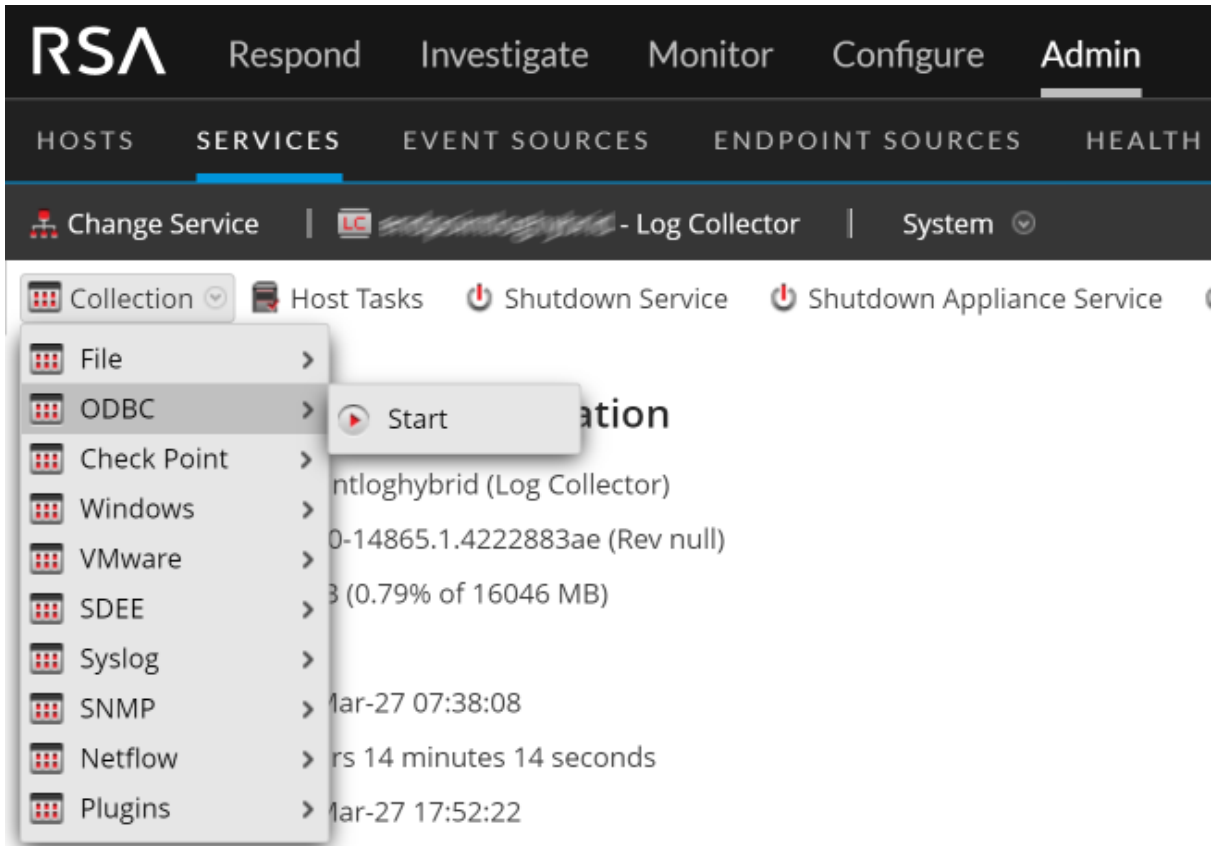 RSA Respond Investigate Monitor Configure Admin
HOSTS SERVICES EVENT SOURCES ENDPOINT SOURCES HEALTH
Change Service | LC - Log Collector | System
Collection Host Tasks Shutdown Service Shutdown Appliance Service
File
ODBC
Start
Check Point
Windows
VMware
SDEE
Syslog
SNMP
Netflow
Plugins
ation
ntloghybrid (Log Collector)
0-14865.1.4222883ae (Rev null)
(0.79% of 16046 MB)
Mar-27 07:38:08
rs 14 minutes 14 seconds
Mar-27 17:52:22